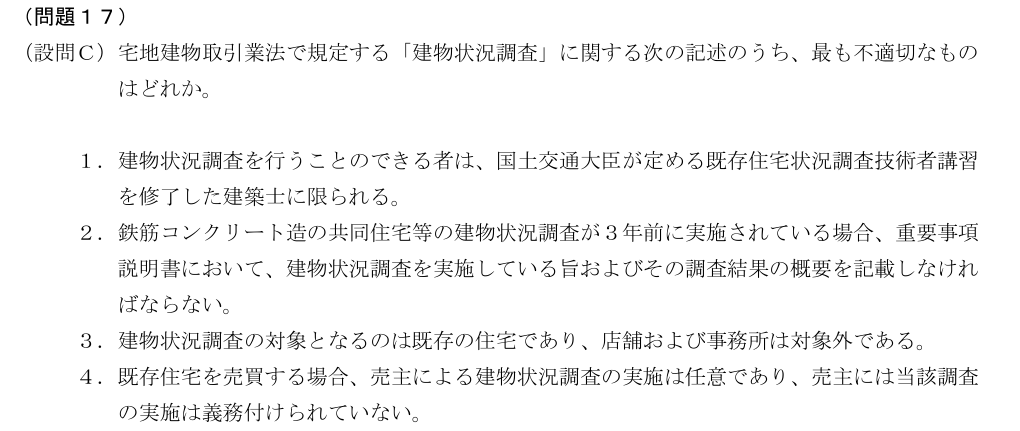 （問題１７）
（設問Ｃ）宅地建物取引業法で規定する「建物状況調査」に関する次の記述のうち、最も不適切なもの
はどれか。
１．建物状況調査を行うことのできる者は、国土交通大臣が定める既存住宅状況調査技術者講習
を修了した建築士に限られる。
２．鉄筋コンクリート造の共同住宅等の建物状況調査が３年前に実施されている場合、重要事項
説明書において、建物状況調査を実施している旨およびその調査結果の概要を記載しなけれ
ばならない。
３．建物状況調査の対象となるのは既存の住宅であり、店舗および事務所は対象外である。
４．既存住宅を売買する場合、売主による建物状況調査の実施は任意であり、売主には当該調査
の実施は義務付けられていない。